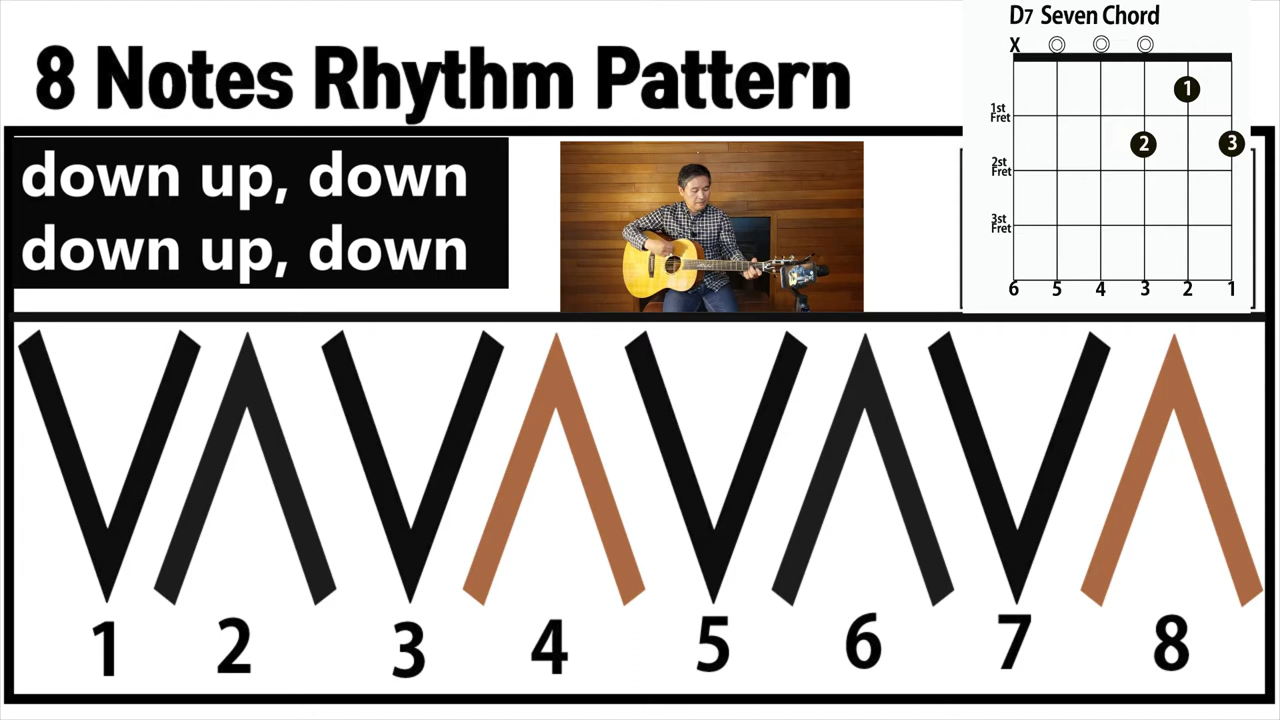 8 Notes Rhythm Pattern
down up, down
down up, down
D7 Seven Chord
X
1
1st
Fret
2 3
2st
Fret
3st
Fret
6 5 4 3 2 1
1 2 3 4 5 6 7 8